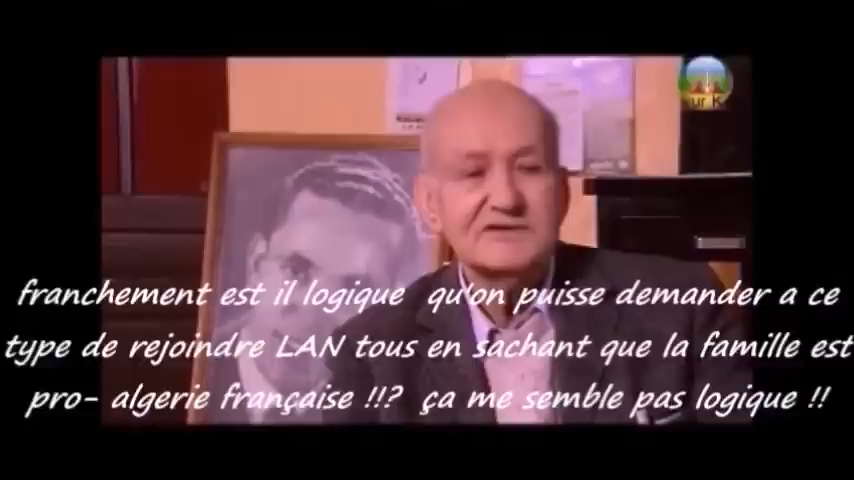 ur K
franchement est il logique qu'on puisse demander a ce
type de rejoindre LAN tous en sachant que la famille est
pro- algerie française !!? ça me semble pas logique !!